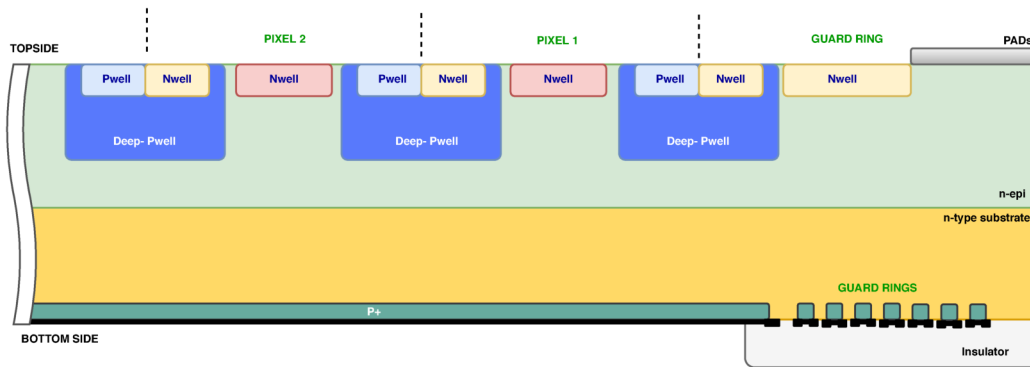 PIXEL 2
PIXEL 1
GUARD RING
TOPSIDE
PADs
Pwell
Nwell
Nwell
Pwell
Nwell
Nwell
Pwell
Nwell
Nwell
Deep- Pwell
Deep- Pwell
Deep- Pwell
n-epi
n-type substrate
GUARD RINGS
P+
BOTTOM SIDE
Insulator